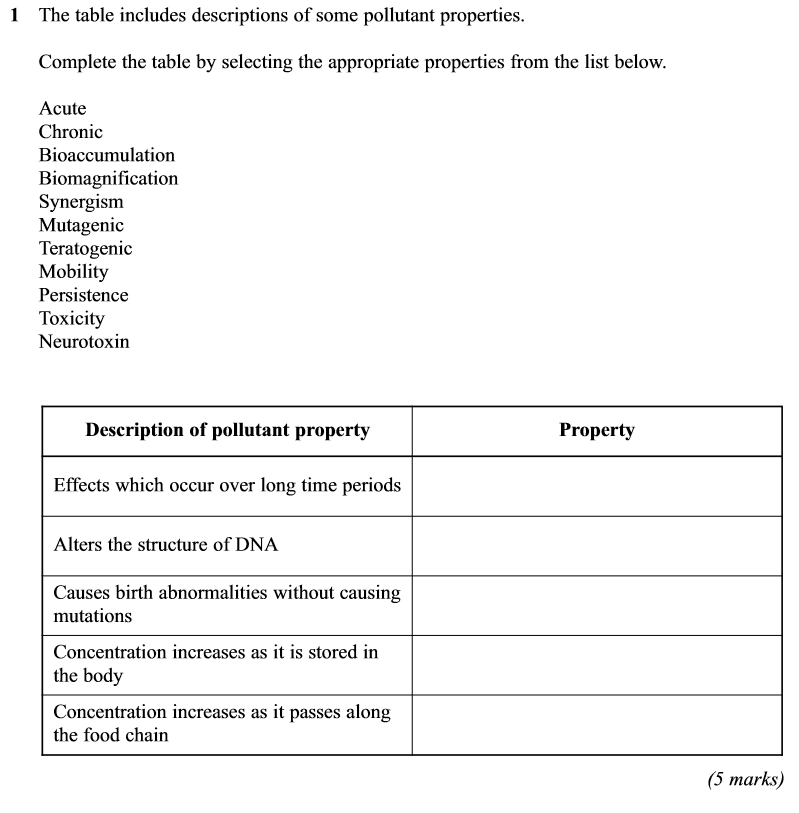 1 The table includes descriptions of some pollutant properties.
Complete the table by selecting the appropriate properties from the list below.
Acute
Chronic
Bioaccumulation
Biomagnification
Synergism
Mutagenic
Teratogenic
Mobility
Persistence
Toxicity
Neurotoxin
Description of pollutant property Property
Effects which occur over long time periods
Alters the structure of DNA
Causes birth abnormalities without causing
mutations
Concentration increases as it is stored in
the body
Concentration increases as it passes along
the food chain
(5 marks)